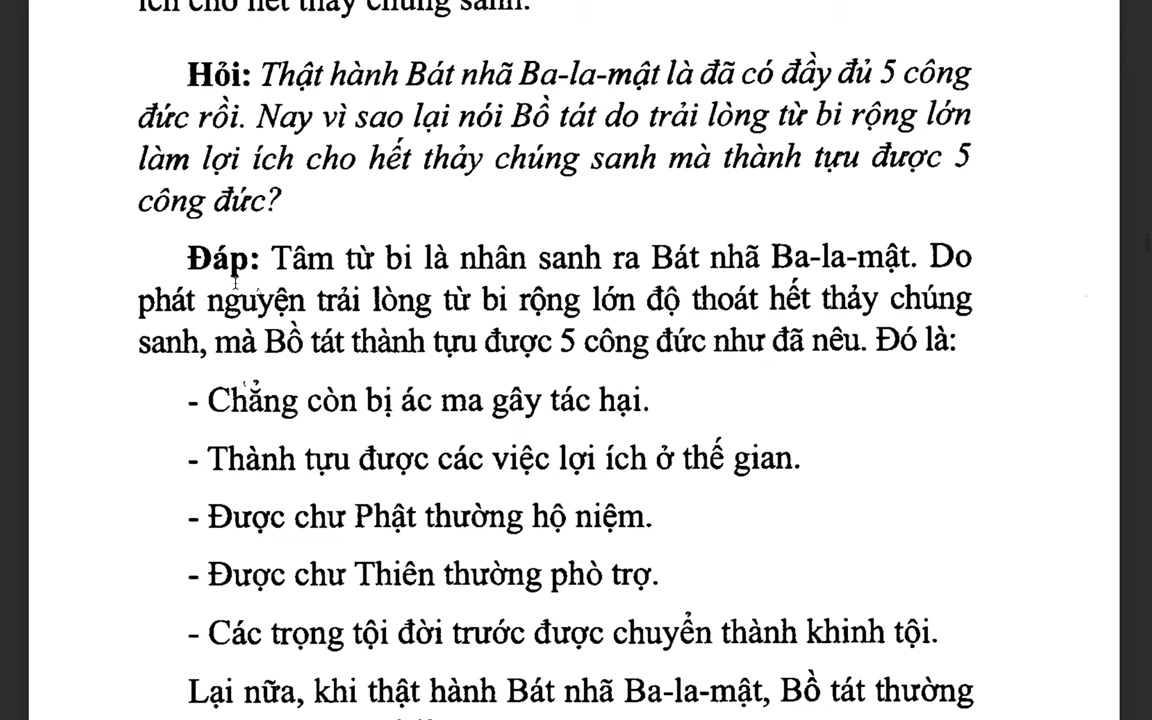 ích cho hết thảy chúng sanh.
Hỏi: Thật hành Bát nhã Ba-la-mật là đã có đầy đủ 5 công
đức rồi. Nay vì sao lại nói Bồ tát do trải lòng từ bi rộng lớn
làm lợi ích cho hết thảy chúng sanh mà thành tựu được 5
công đức?
Đáp: Tâm từ bi là nhân sanh ra Bát nhã Ba-la-mật. Do
phát nguyện trải lòng từ bi rộng lớn độ thoát hết thảy chúng
sanh, mà Bồ tát thành tựu được 5 công đức như đã nêu. Đó là:
- Chẳng còn bị ác ma gây tác hại.
- Thành tựu được các việc lợi ích ở thế gian.
- Được chư Phật thường hộ niệm.
- Được chư Thiên thường phò trợ.
- Các trọng tội đời trước được chuyển thành khinh tội.
Lại nữa, khi thật hành Bát nhã Ba-la-mật, Bồ tát thường